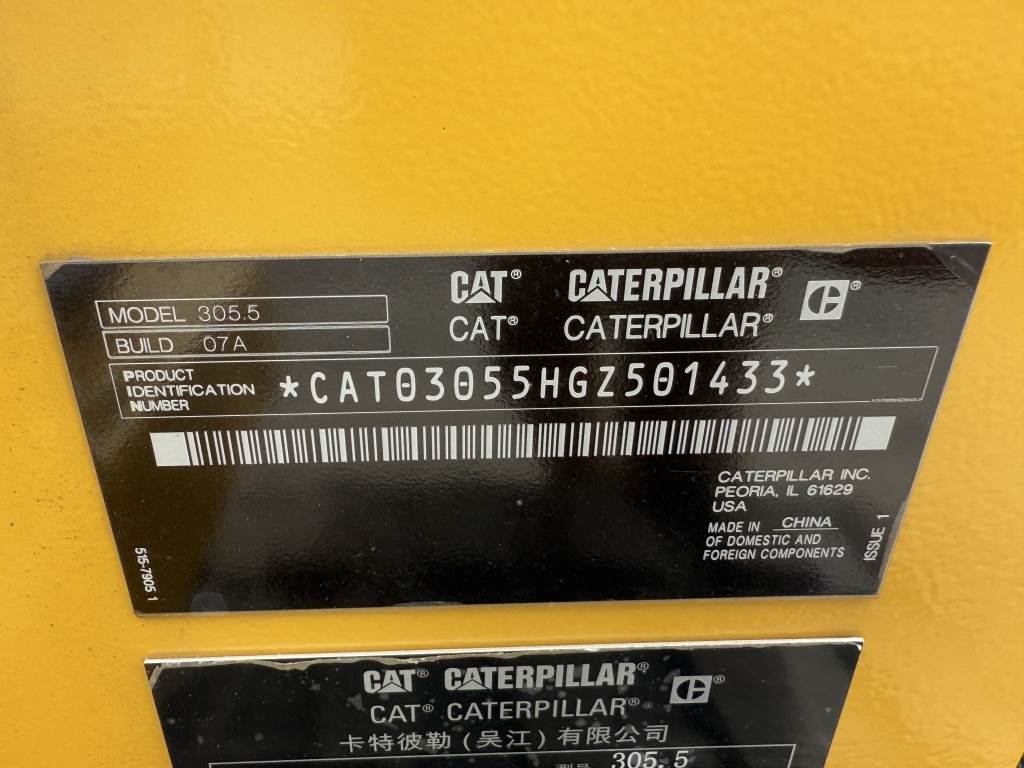 CAT® CATERPILLAR®
CAT® CATERPILLAR®
MODEL 305.5
BUILD 07A
PRODUCT IDENTIFICATION NUMBER *CAT03055HGZ501433*
CATERPILLAR INC.
PEORIA, IL 61629
USA
MADE IN CHINA
OF DOMESTIC AND
FOREIGN COMPONENTS
ISSUE 1
515-7905 1
CAT® CATERPILLAR®
CAT® CATERPILLAR®
卡特彼勒(吴江)有限公司
型号 305.5